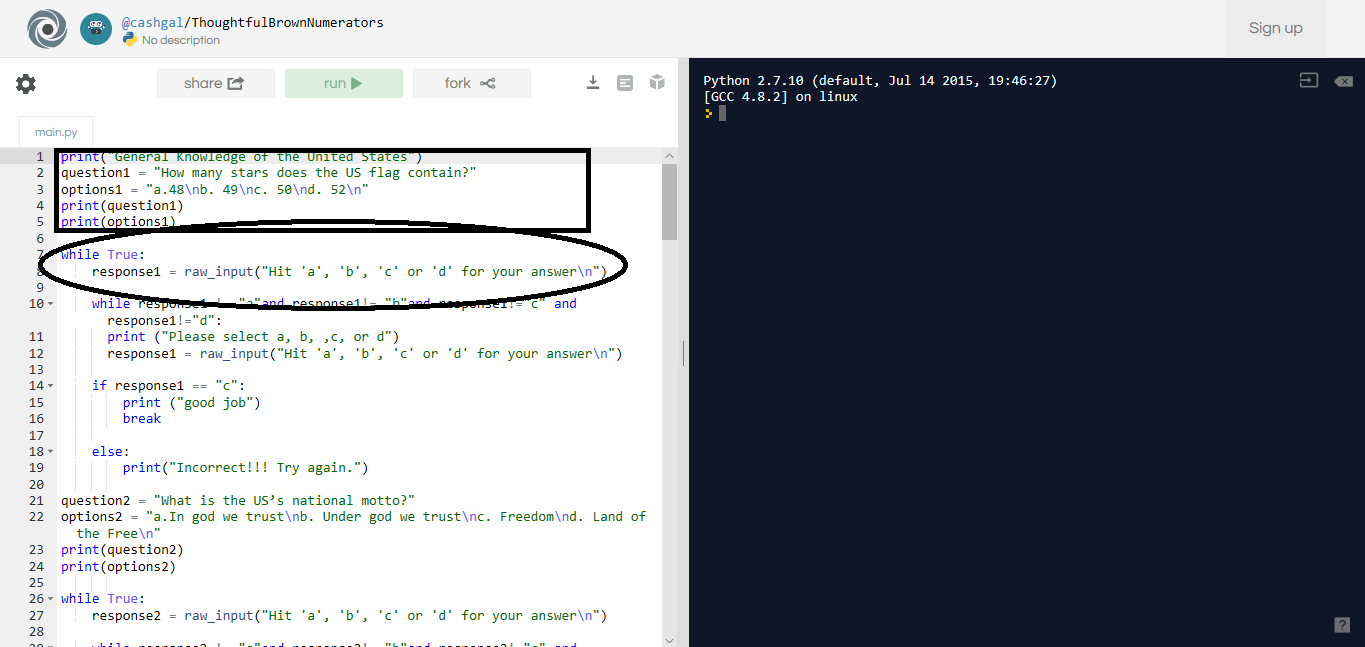 @cashgal/ThoughtfulBrownNumerators
No description
Sign up
share
run
fork
main.py
1 print("General Knowledge of the United States")
2 question1 = "How many stars does the US flag contain?"
3 options1 = "a.48\nb. 49\nc. 50\nd. 52\n"
4 print(question1)
5 print(options1)
6
7 while True:
8 response1 = raw_input("Hit 'a', 'b', 'c' or 'd' for your answer\n")
9
10 while response1 != "a"and response1!= "b"and response1!="c" and
response1!="d":
11 print ("Please select a, b, ,c, or d")
12 response1 = raw_input("Hit 'a', 'b', 'c' or 'd' for your answer\n")
13
14 if response1 == "c":
15 print ("good job")
16 break
17
18 else:
19 print("Incorrect!!! Try again.")
20
21 question2 = "What is the US’s national motto?"
22 options2 = "a.In god we trust\nb. Under god we trust\nc. Freedom\nd. Land of
the Free\n"
23 print(question2)
24 print(options2)
25
26 while True:
27 response2 = raw_input("Hit 'a', 'b', 'c' or 'd' for your answer\n")
28
Python 2.7.10 (default, Jul 14 2015, 19:46:27)
[GCC 4.8.2] on linux
?